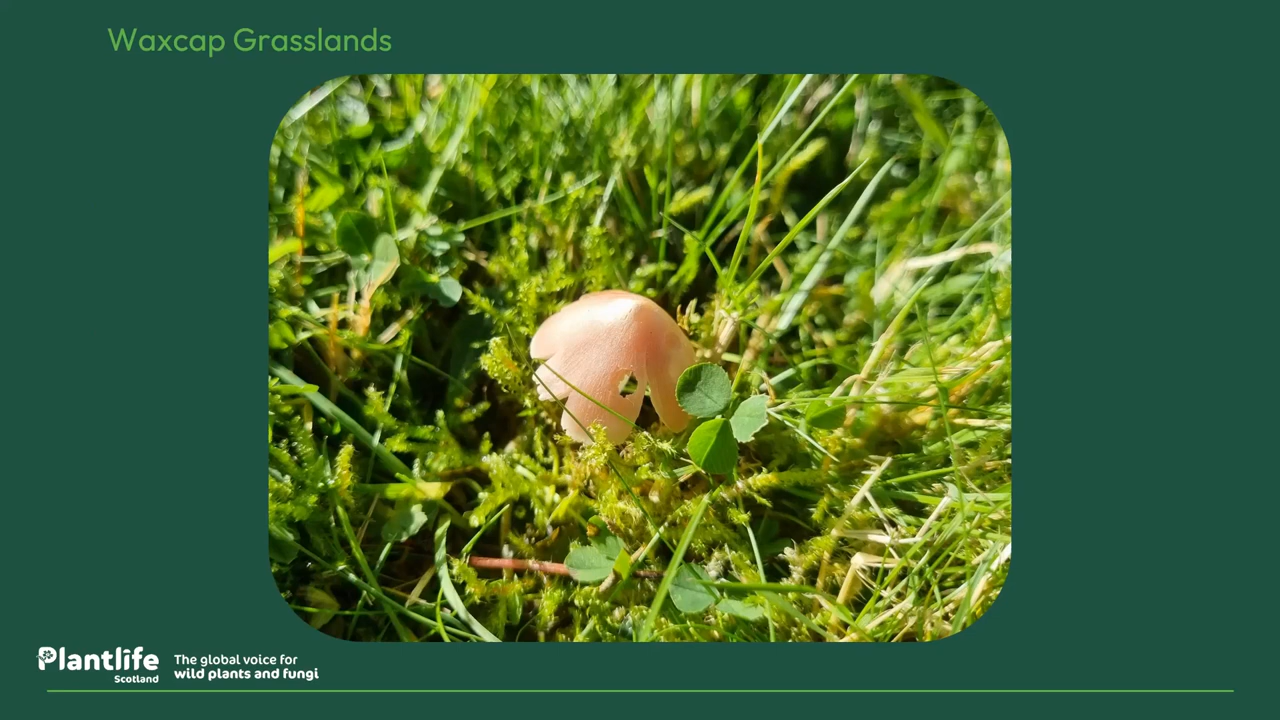 Waxcap Grasslands
Plantlife
Scotland
The global voice for
wild plants and fungi